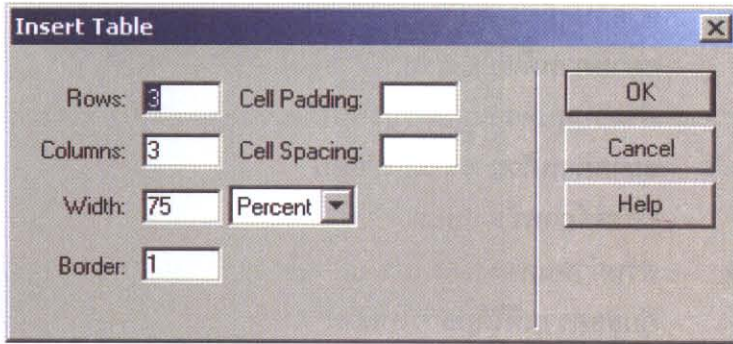 Insert Table
Rows: 3 Cell Padding: OK
Columns: 3 Cell Spacing: Cancel
Width: 75 Percent Help
Border: 1